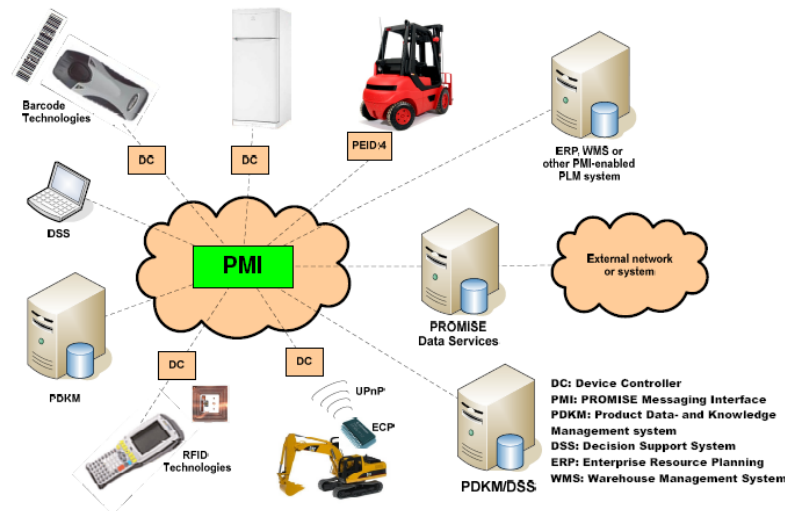 Barcode
Technologies
DC
DC
PEID:4
ERP, WMS or
other PMI-enabled
PLM system
DSS
PMI
External network
or system
PROMISE
Data Services
PDKM
DC
DC
UPnP
ECP
RFID
Technologies
PDKM/DSS
DC: Device Controller
PMI: PROMISE Messaging Interface
PDKM: Product Data- and Knowledge
Management system
DSS: Decision Support System
ERP: Enterprise Resource Planning
WMS: Warehouse Management System